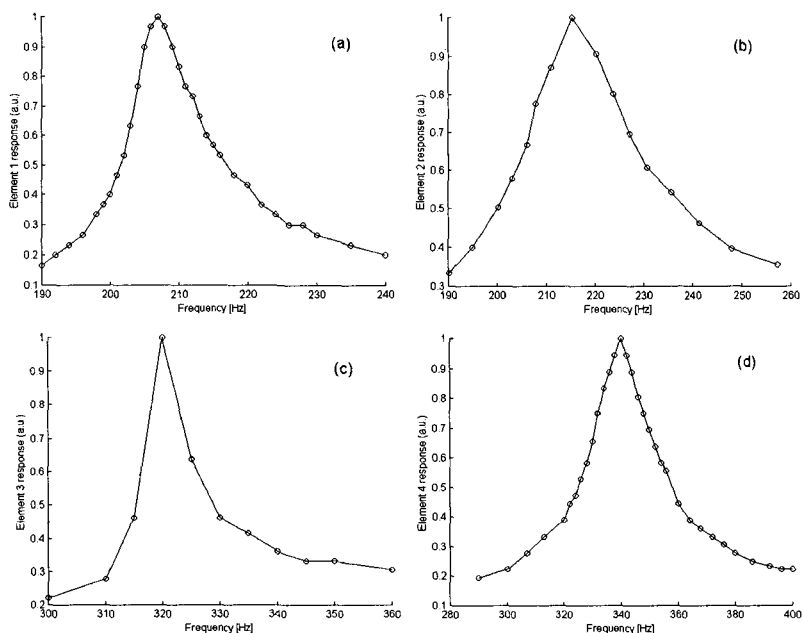 (a)
Element 1 response (a.u.)
1
0.9
0.8
0.7
0.6
0.5
0.4
0.3
0.2
0.1
190 200 210 220 230 240
Frequency [Hz]
(b)
Element 2 response (a.u.)
1
0.9
0.8
0.7
0.6
0.5
0.4
0.3
190 200 210 220 230 240 250 260
Frequency [Hz]
(c)
Element 3 response (a.u.)
1
0.9
0.8
0.7
0.6
0.5
0.4
0.3
0.2
300 310 320 330 340 350 360
Frequency [Hz]
(d)
Element 4 response (a.u.)
1
0.9
0.8
0.7
0.6
0.5
0.4
0.3
0.2
0.1
280 300 320 340 360 380 400
Frequency [Hz]